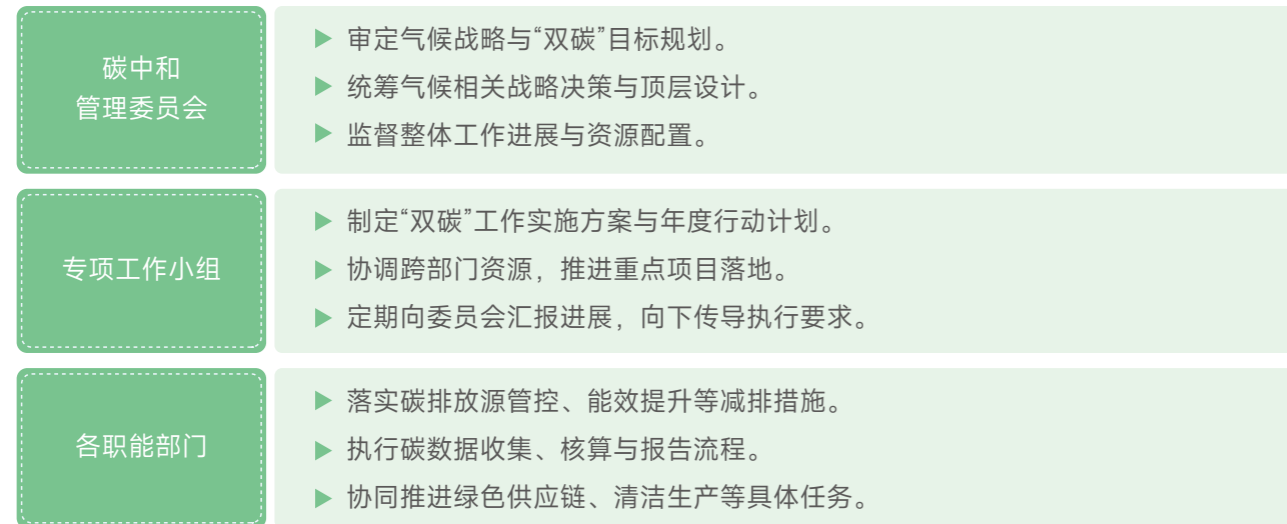 碳中和
管理委员会
▶ 审定气候战略与“双碳”目标规划。
▶ 统筹气候相关战略决策与顶层设计。
▶ 监督整体工作进展与资源配置。
专项工作小组
▶ 制定“双碳”工作实施方案与年度行动计划。
▶ 协调跨部门资源，推进重点项目落地。
▶ 定期向委员会汇报进展，向下传导执行要求。
各职能部门
▶ 落实碳排放源管控、能效提升等减排措施。
▶ 执行碳数据收集、核算与报告流程。
▶ 协同推进绿色供应链、清洁生产等具体任务。